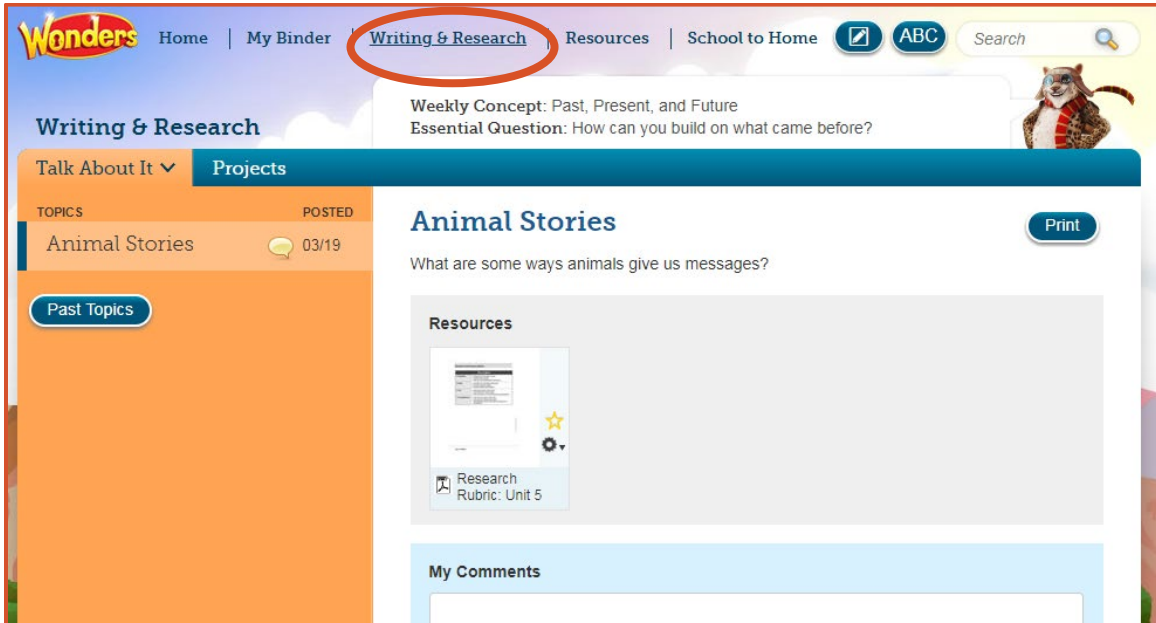 Wonders Home | My Binder | Writing & Research | Resources | School to Home ABC Search
Weekly Concept: Past, Present, and Future
Essential Question: How can you build on what came before?
Writing & Research
Talk About It Projects
TOPICS POSTED
Animal Stories 03/19
Past Topics
Animal Stories
Print
What are some ways animals give us messages?
Resources
Research
Rubric: Unit 5
My Comments